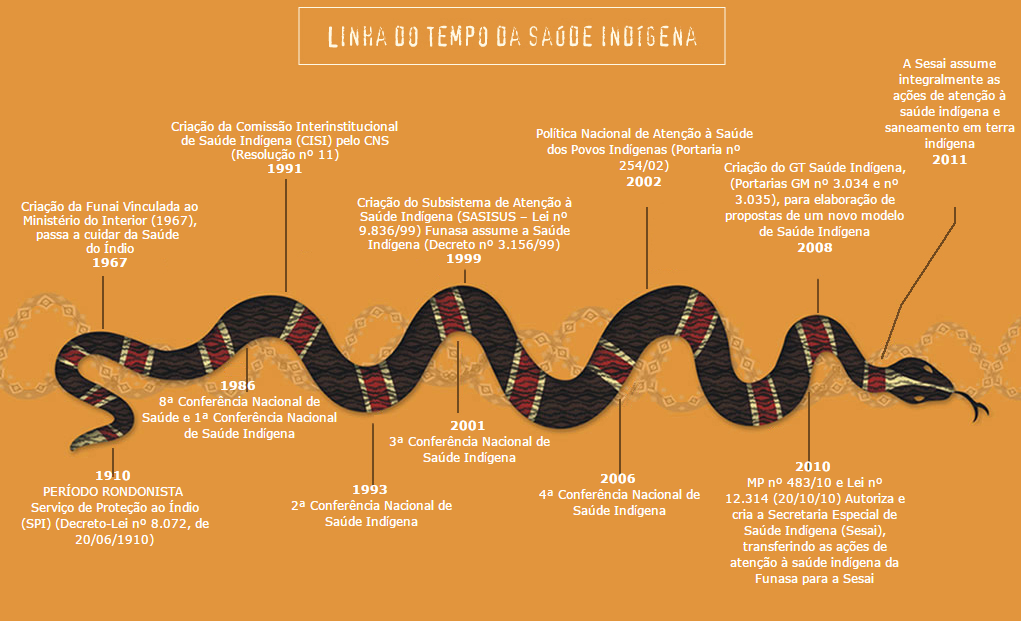 LINHA DO TEMPO DA SAÚDE INDÍGENA
Criação da Funai Vinculada ao
Ministério do Interior (1967),
passa a cuidar da Saúde
do Índio
1967
Criação da Comissão Interinstitucional
de Saúde Indígena (CISI) pelo CNS
(Resolução nº 11)
1991
Criação do Subsistema de Atenção à
Saúde Indígena (SASISUS – Lei nº
9.836/99) Funasa assume a Saúde
Indígena (Decreto nº 3.156/99)
1999
Política Nacional de Atenção à Saúde
dos Povos Indígenas (Portaria nº
254/02)
2002
Criação do GT Saúde Indígena,
(Portarias GM nº 3.034 e nº
3.035), para elaboração de
propostas de um novo modelo
de Saúde Indígena
2008
A Sesai assume
integralmente as
ações de atenção à
saúde indígena e
saneamento em terra
indígena
2011
1910
PERÍODO RONDONISTA
Serviço de Proteção ao Índio
(SPI) (Decreto-Lei nº 8.072, de
20/06/1910)
1986
8ª Conferência Nacional de
Saúde e 1ª Conferência Nacional
de Saúde Indígena
1993
2ª Conferência Nacional de
Saúde Indígena
2001
3ª Conferência Nacional de
Saúde Indígena
2006
4ª Conferência Nacional de
Saúde Indígena
2010
MP nº 483/10 e Lei nº
12.314 (20/10/10) Autoriza e
cria a Secretaria Especial de
Saúde Indígena (Sesai),
transferindo as ações de
atenção à saúde indígena da
Funasa para a Sesai